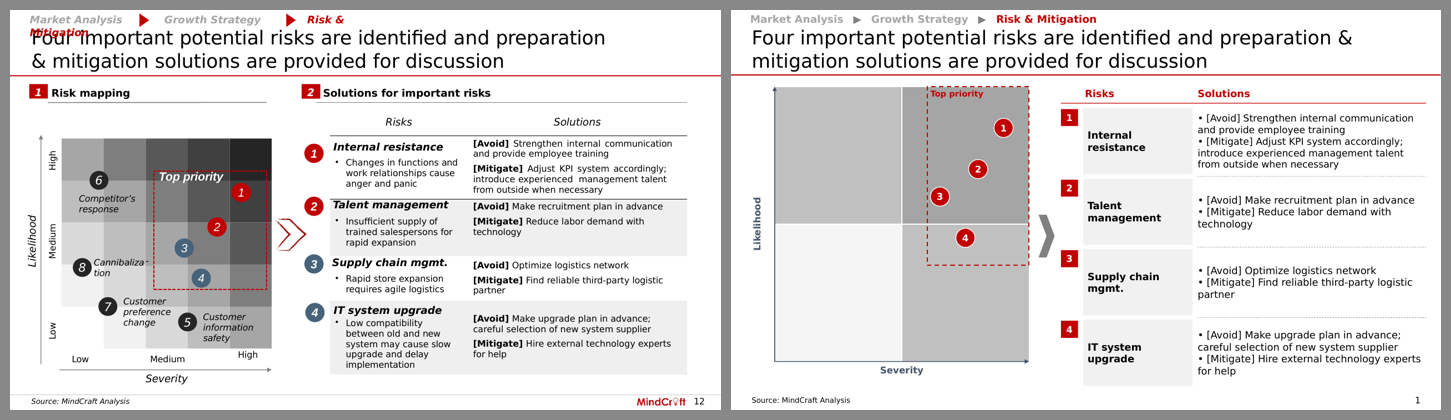 Market Analysis Growth Strategy Risk &
Mitigation
Four important potential risks are identified and preparation
& mitigation solutions are provided for discussion
1 Risk mapping
Likelihood
High
Medium
Low
Top priority
1
2
3
4
6
Competitor's
response
8 Cannibaliza-
tion
7 Customer
preference
change
5 Customer
information
safety
Low Medium High
Severity
2 Solutions for important risks
Risks Solutions
1 Internal resistance
• Changes in functions and
work relationships cause
anger and panic
[Avoid] Strengthen internal communication
and provide employee training
[Mitigate] Adjust KPI system accordingly;
introduce experienced management talent
from outside when necessary
2 Talent management
• Insufficient supply of
trained salespersons for
rapid expansion
[Avoid] Make recruitment plan in advance
[Mitigate] Reduce labor demand with
technology
3 Supply chain mgmt.
• Rapid store expansion
requires agile logistics
[Avoid] Optimize logistics network
[Mitigate] Find reliable third-party logistic
partner
4 IT system upgrade
• Low compatibility
between old and new
system may cause slow
upgrade and delay
implementation
[Avoid] Make upgrade plan in advance;
careful selection of new system supplier
[Mitigate] Hire external technology experts
for help
Source: MindCraft Analysis
MindCraft 12
Market Analysis ▶ Growth Strategy ▶ Risk & Mitigation
Four important potential risks are identified and preparation &
mitigation solutions are provided for discussion
Likelihood
Top priority
1
2
3
4
Severity
Risks Solutions
1
Internal
resistance
• [Avoid] Strengthen internal communication
and provide employee training
• [Mitigate] Adjust KPI system accordingly;
introduce experienced management talent
from outside when necessary
2
Talent
management
• [Avoid] Make recruitment plan in advance
• [Mitigate] Reduce labor demand with
technology
3
Supply chain
mgmt.
• [Avoid] Optimize logistics network
• [Mitigate] Find reliable third-party logistic
partner
4
IT system
upgrade
• [Avoid] Make upgrade plan in advance;
careful selection of new system supplier
• [Mitigate] Hire external technology experts
for help
Source: MindCraft Analysis
1